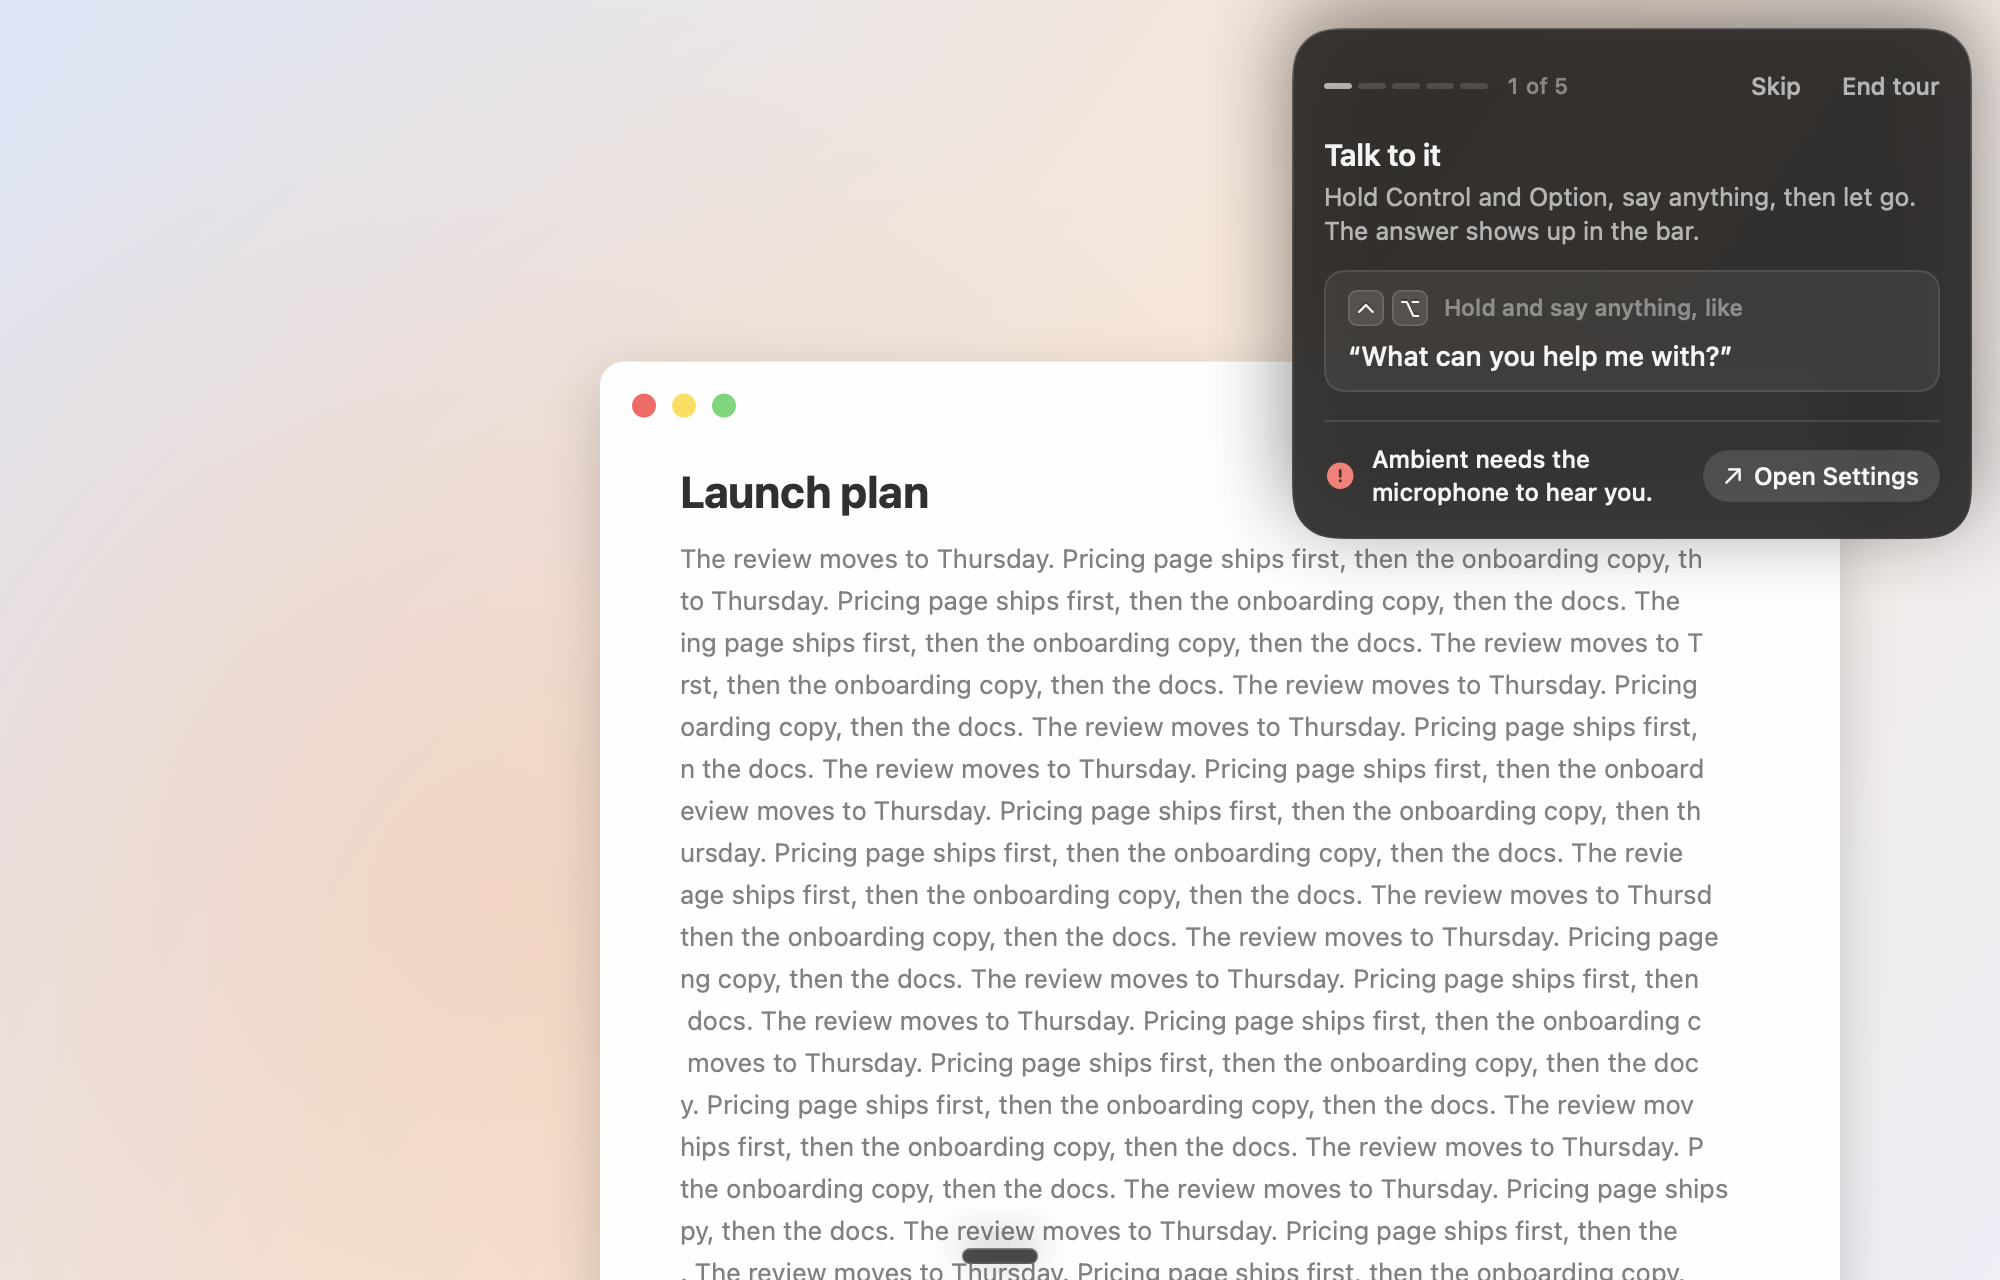 1 of 5
Skip
End tour
Talk to it
Hold Control and Option, say anything, then let go.
The answer shows up in the bar.
Hold and say anything, like
“What can you help me with?”
Ambient needs the
microphone to hear you.
Open Settings
Launch plan
The review moves to Thursday. Pricing page ships first, then the onboarding copy, th
to Thursday. Pricing page ships first, then the onboarding copy, then the docs. The
ing page ships first, then the onboarding copy, then the docs. The review moves to T
rst, then the onboarding copy, then the docs. The review moves to Thursday. Pricing
oarding copy, then the docs. The review moves to Thursday. Pricing page ships first,
n the docs. The review moves to Thursday. Pricing page ships first, then the onboard
eview moves to Thursday. Pricing page ships first, then the onboarding copy, then th
ursday. Pricing page ships first, then the onboarding copy, then the docs. The revie
age ships first, then the onboarding copy, then the docs. The review moves to Thursd
then the onboarding copy, then the docs. The review moves to Thursday. Pricing page
ng copy, then the docs. The review moves to Thursday. Pricing page ships first, then
docs. The review moves to Thursday. Pricing page ships first, then the onboarding c
moves to Thursday. Pricing page ships first, then the onboarding copy, then the doc
y. Pricing page ships first, then the onboarding copy, then the docs. The review mov
hips first, then the onboarding copy, then the docs. The review moves to Thursday. P
the onboarding copy, then the docs. The review moves to Thursday. Pricing page ships
py, then the docs. The review moves to Thursday. Pricing page ships first, then the
. The review moves to Thursday. Pricing page ships first, then the onboarding copy,